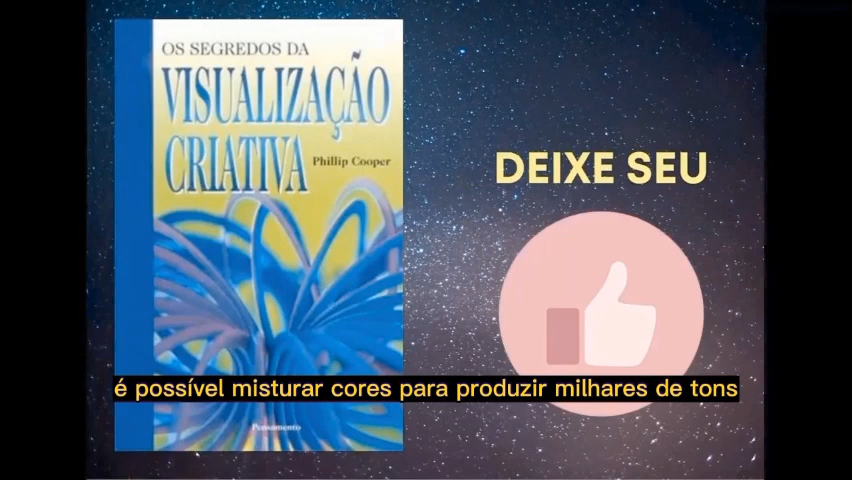 OS SEGREDOS DA
VISUALIZAÇÃO
CRIATIVA
Phillip Cooper
DEIXE SEU
é possível misturar cores para produzir milhares de tons
Pensamento